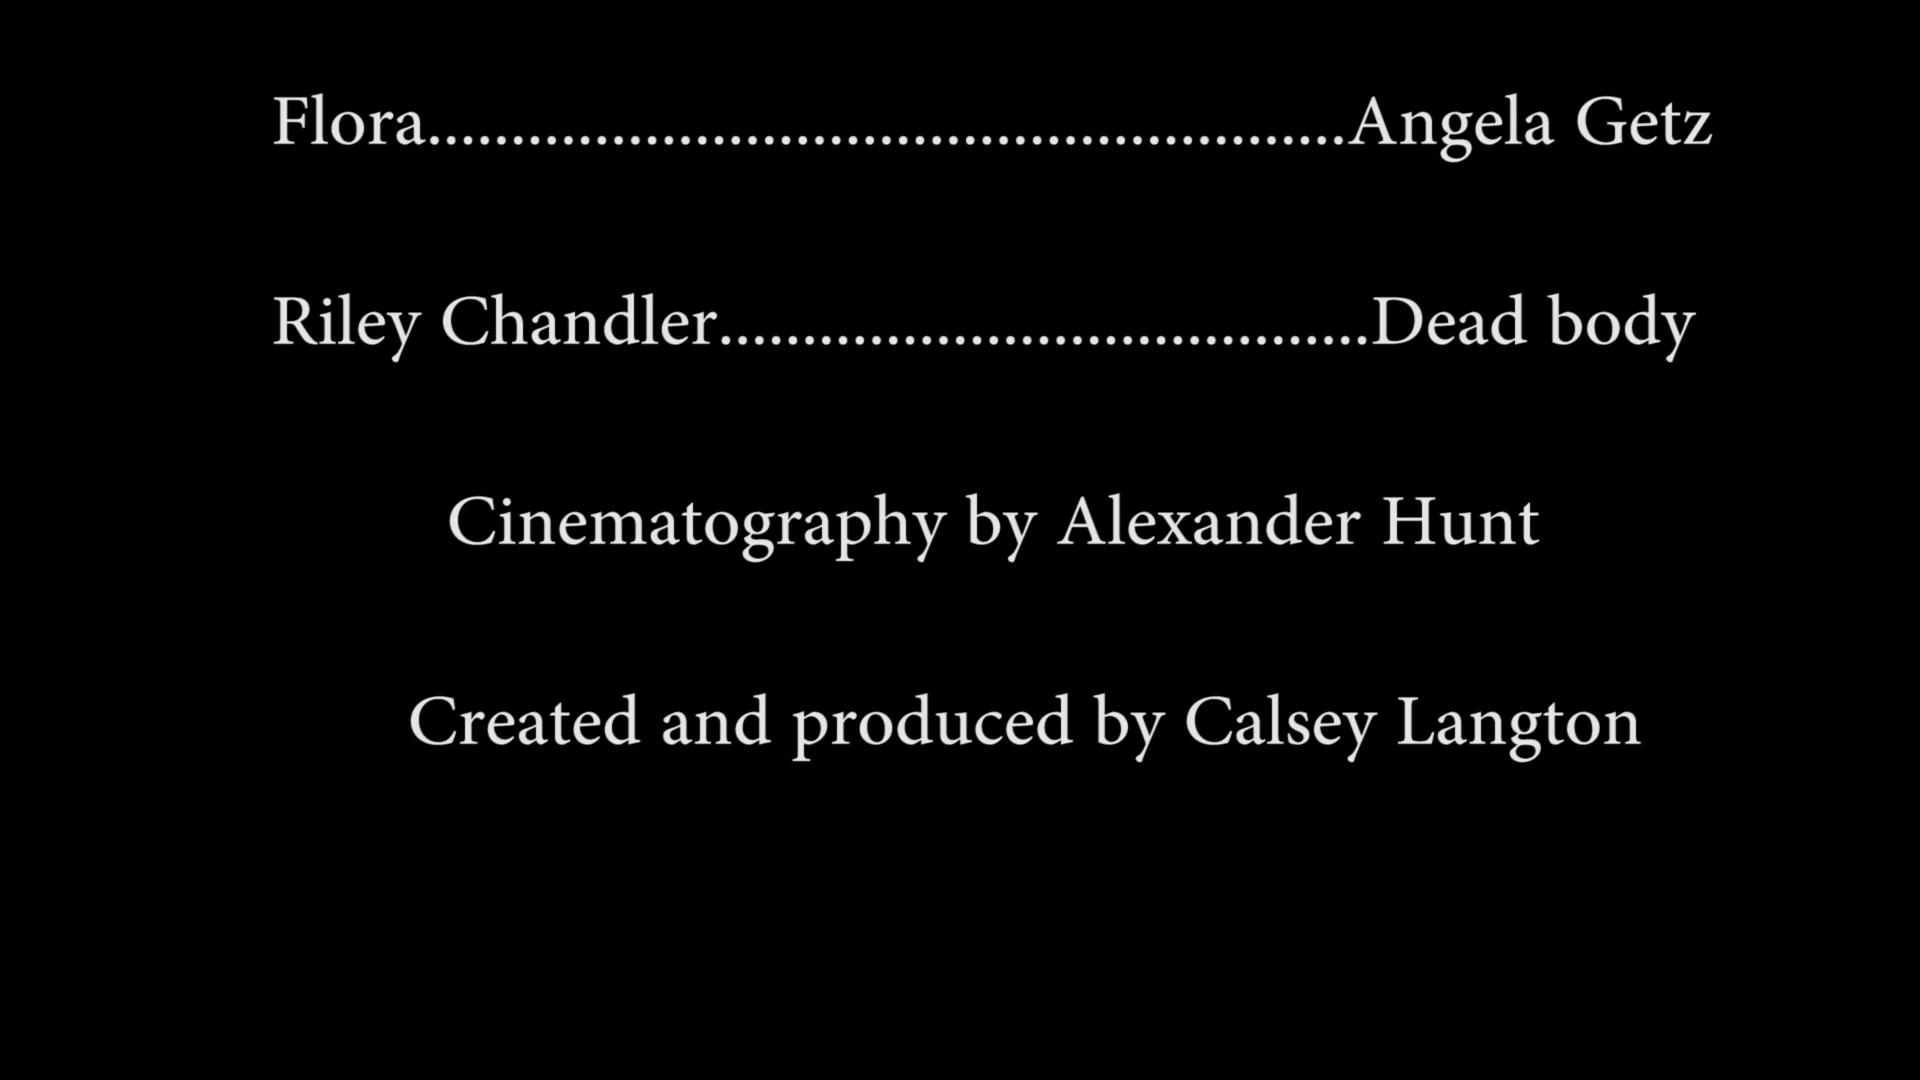 Flora.......................................................Angela Getz
Riley Chandler.......................................Dead body
Cinematography by Alexander Hunt
Created and produced by Calsey Langton